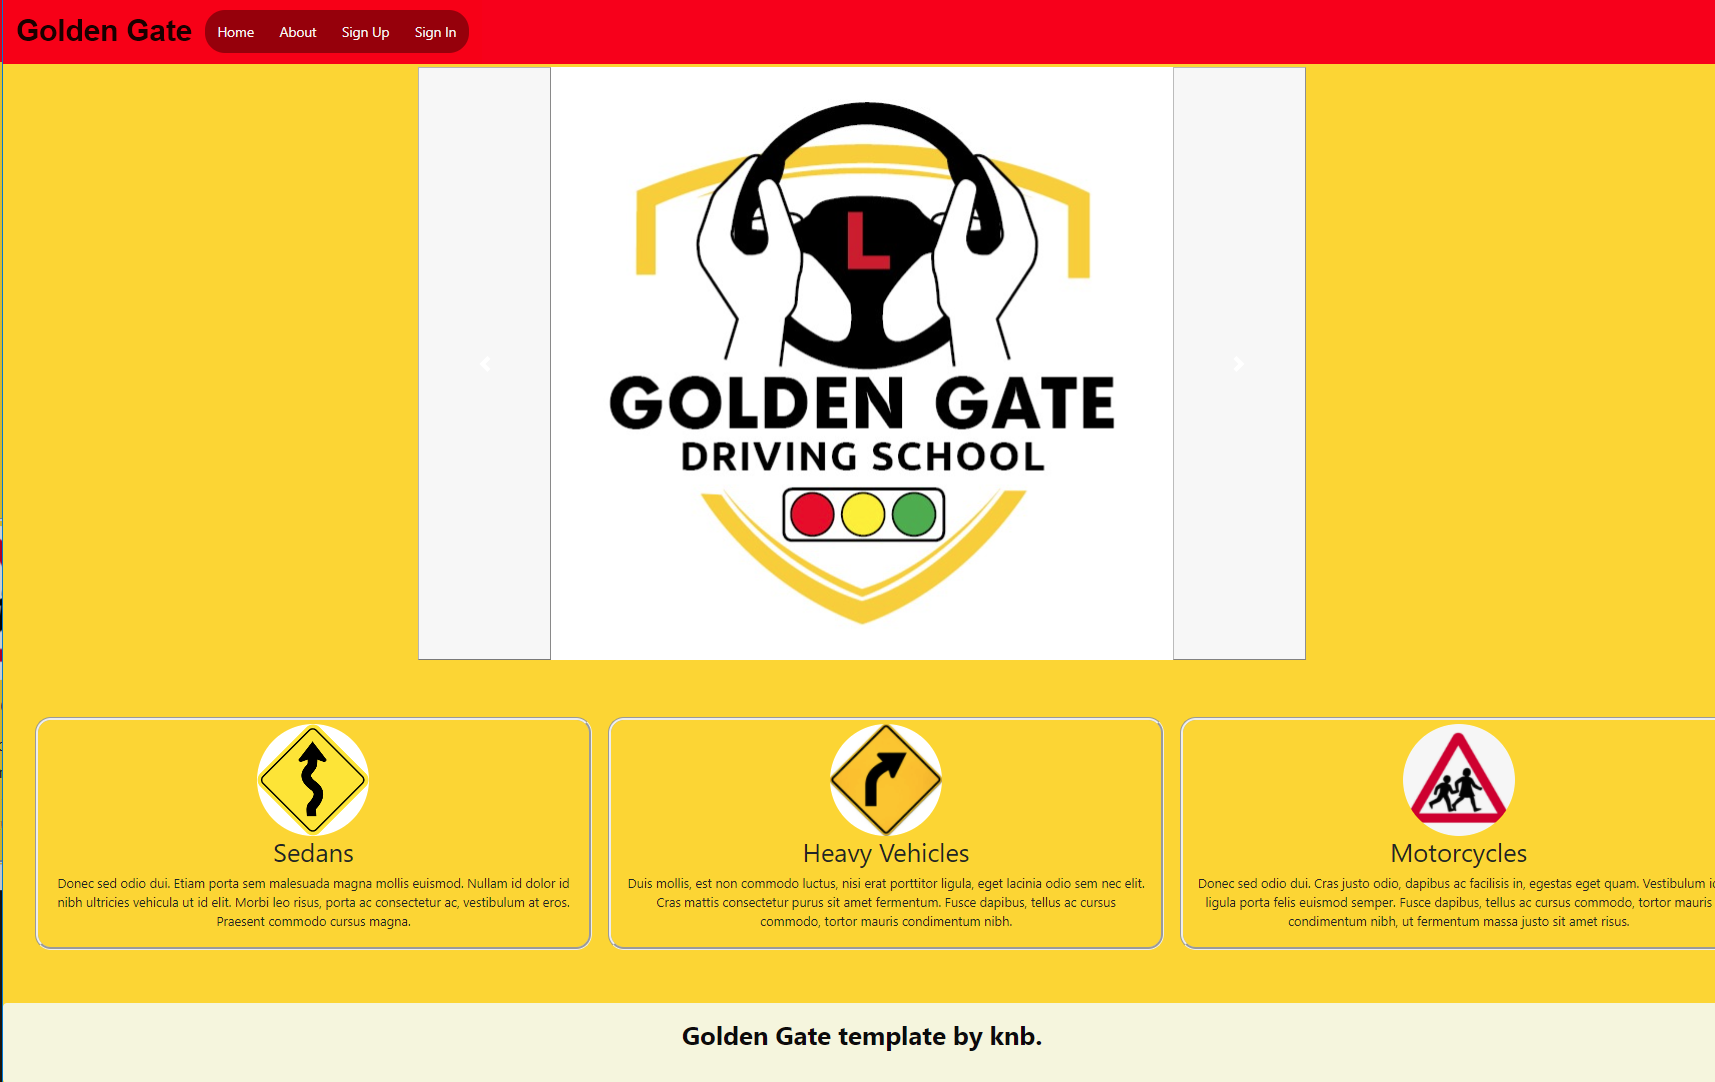 Golden Gate
Home About Sign Up Sign In
L
GOLDEN GATE
DRIVING SCHOOL
Sedans
Donec sed odio dui. Etiam porta sem malesuada magna mollis euismod. Nullam id dolor id
nibh ultricies vehicula ut id elit. Morbi leo risus, porta ac consectetur ac, vestibulum at eros.
Praesent commodo cursus magna.
Heavy Vehicles
Duis mollis, est non commodo luctus, nisi erat porttitor ligula, eget lacinia odio sem nec elit.
Cras mattis consectetur purus sit amet fermentum. Fusce dapibus, tellus ac cursus
commodo, tortor mauris condimentum nibh.
Motorcycles
Donec sed odio dui. Cras justo odio, dapibus ac facilisis in, egestas eget quam. Vestibulum
ligula porta felis euismod semper. Fusce dapibus, tellus ac cursus commodo, tortor mauris
condimentum nibh, ut fermentum massa justo sit amet risus.
Golden Gate template by knb.